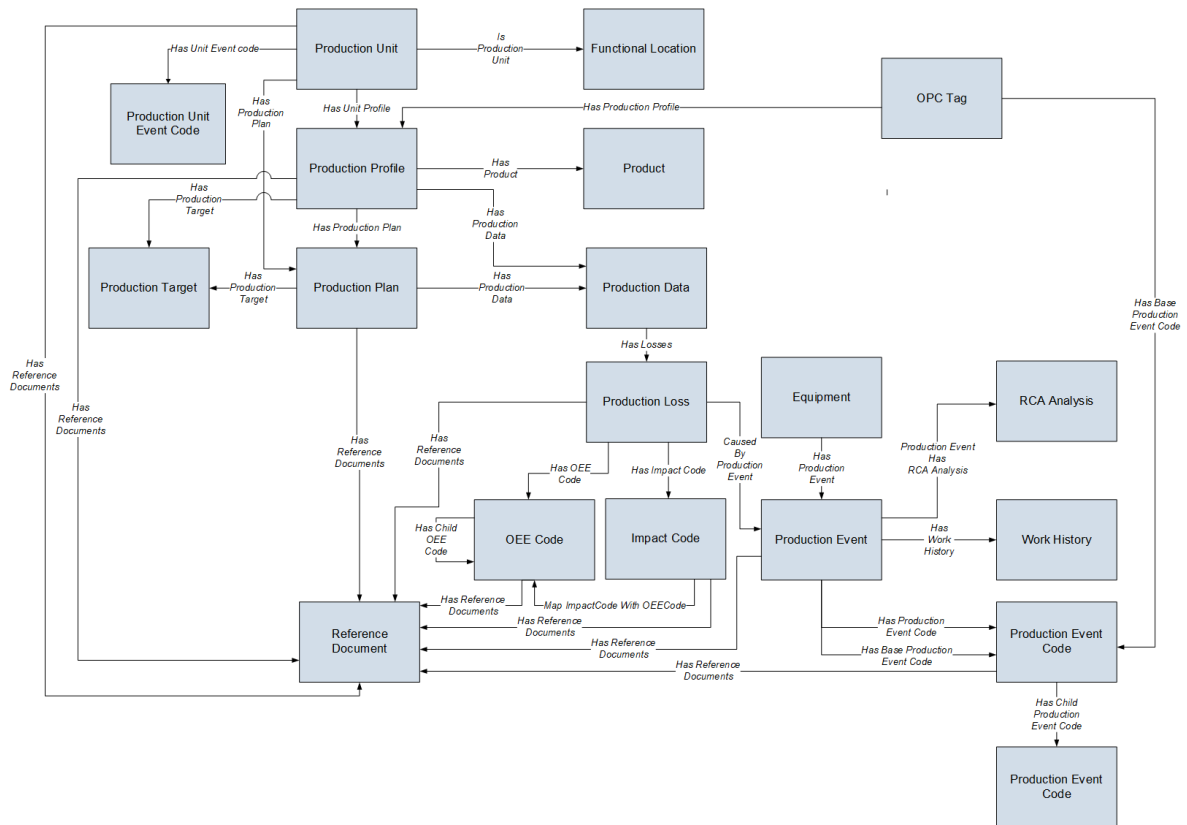 Production Unit
Is
Production
Unit
Functional Location
Has Unit Event code
OPC Tag
Production Unit
Event Code
Has
Production
Plan
Has Unit Profile
Has Production Profile
Production Profile
Has
Product
Product
Has
Production
Target
Has
Production
Data
Has Production Plan
Production Target
Has
Production
Target
Production Plan
Has
Production
Data
Production Data
Has Base
Production
Event Code
Has Losses
Has
Reference
Documents
Has
Reference
Documents
Production Loss
Equipment
RCA Analysis
Has
Reference
Documents
Has
Reference
Documents
Caused
By
Production
Event
Has
Production
Event
Production Event
Has
RCA Analysis
Has OEE
Code
Has Impact Code
Has Child
OEE
Code
OEE Code
Impact Code
Production Event
Has
Work
History
Work History
Has Reference
Documents
Map ImpactCode With OEECode
Has Reference
Documents
Has Production
Event Code
Reference
Document
Has Reference
Documents
Has Base Production
Event Code
Production Event
Code
Has Reference
Documents
Has Child
Production
Event Code
Production Event
Code